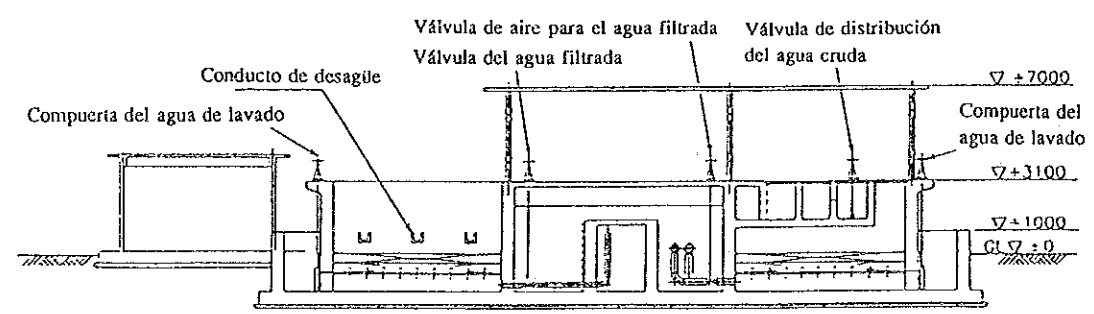 Válvula de aire para el agua filtrada
Válvula del agua filtrada
Válvula de distribución
del agua cruda
Conducto de desagüe
Compuerta del agua de lavado
Compuerta del
agua de lavado
▽ +7000
▽+3100
▽+1000
GL ▽ ±0